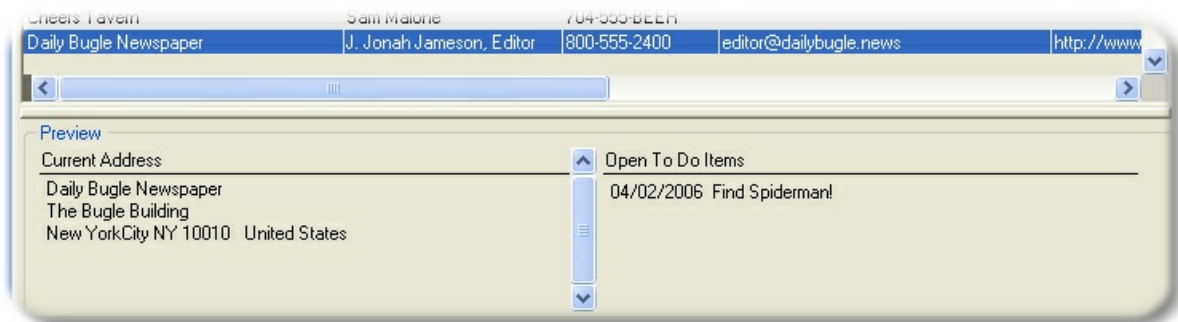 Cheers Tavern Sam Malone 704-555-BEER
Daily Bugle Newspaper J. Jonah Jameson, Editor 800-555-2400 editor@dailybugle.news http://www
Preview
Current Address Open To Do Items
Daily Bugle Newspaper 04/02/2006 Find Spiderman!
The Bugle Building
New YorkCity NY 10010 United States